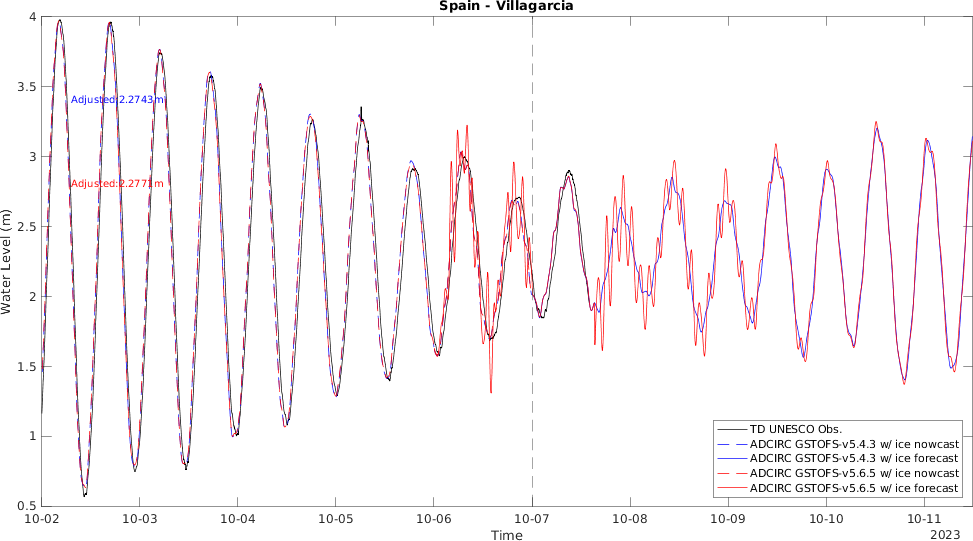 Spain - Villagarcia
4
3.5
3
2.5
2
1.5
1
0.5
Water Level (m)
Adjusted:2.2743m
Adjusted:2.2771m
TD UNESCO Obs.
ADCIRC GSTOFS-v5.4.3 w/ ice nowcast
ADCIRC GSTOFS-v5.4.3 w/ ice forecast
ADCIRC GSTOFS-v5.6.5 w/ ice nowcast
ADCIRC GSTOFS-v5.6.5 w/ ice forecast
10-02 10-03 10-04 10-05 10-06 10-07 10-08 10-09 10-10 10-11
Time
2023